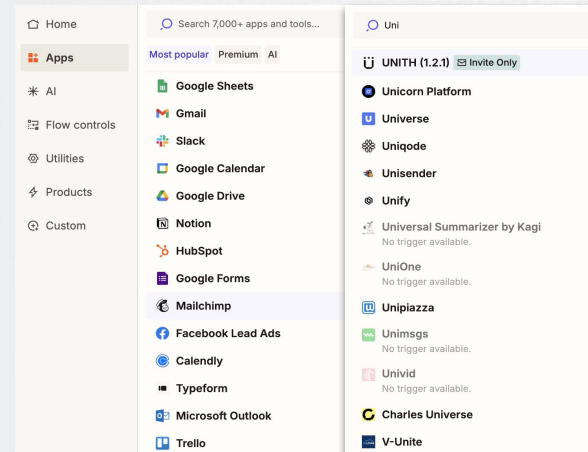 Home
Apps
AI
Flow controls
Utilities
Products
Custom
Search 7,000+ apps and tools...
Most popular Premium AI
Google Sheets
Gmail
Slack
Google Calendar
Google Drive
Notion
HubSpot
Google Forms
Mailchimp
Facebook Lead Ads
Calendly
Typeform
Microsoft Outlook
Trello
Uni
UNITH (1.2.1) Invite Only
Unicorn Platform
Universe
Uniqode
Unisender
Unify
Universal Summarizer by Kagi
No trigger available.
UniOne
No trigger available.
Unipiazza
Unimsgs
No trigger available.
Univid
No trigger available.
Charles Universe
V-Unite